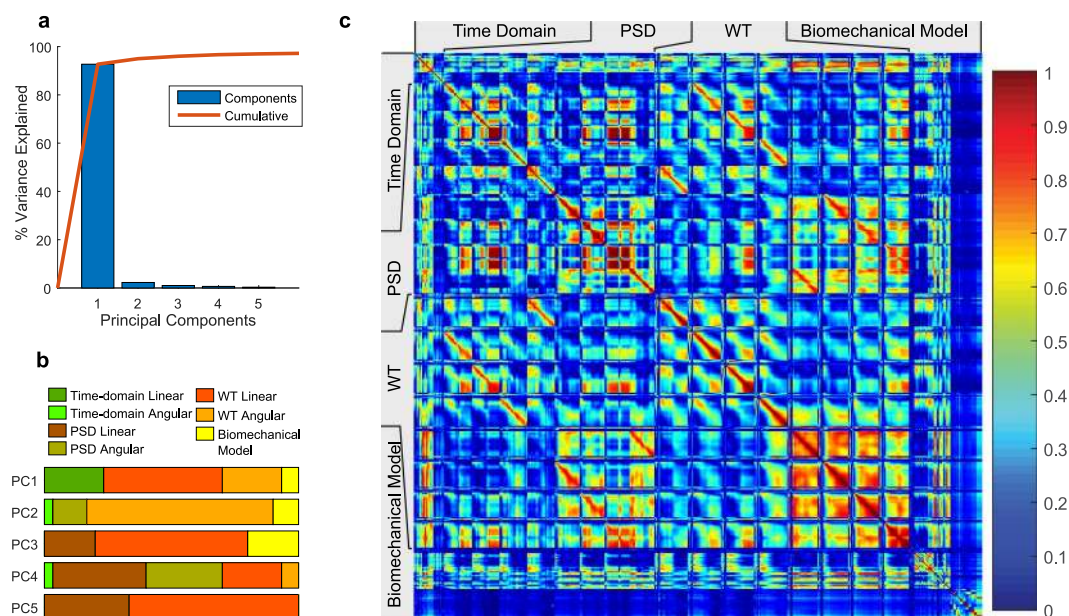 a
100
80
60
40
20
0
% Variance Explained
Components
Cumulative
1 2 3 4 5
Principal Components
b
Time-domain Linear
Time-domain Angular
PSD Linear
PSD Angular
WT Linear
WT Angular
Biomechanical
Model
PC1
PC2
PC3
PC4
PC5
c
Time Domain PSD WT Biomechanical Model
Time Domain
PSD
WT
Biomechanical Model
1
0.9
0.8
0.7
0.6
0.5
0.4
0.3
0.2
0.1
0